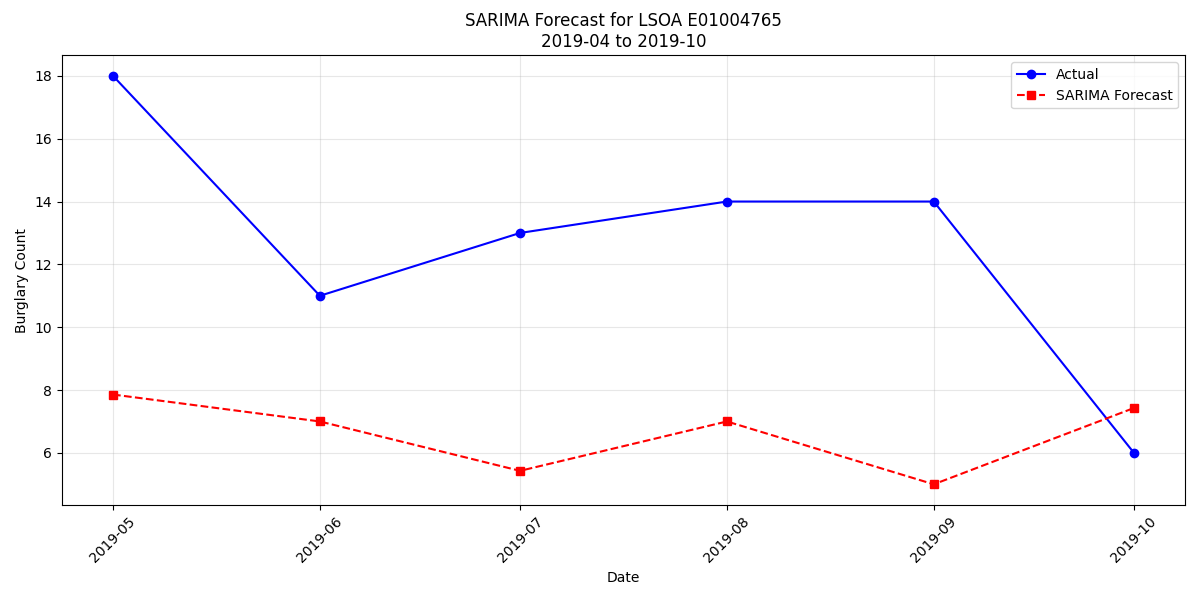 SARIMA Forecast for LSOA E01004765
2019-04 to 2019-10
Actual
SARIMA Forecast
Burglary Count
18
16
14
12
10
8
6
2019-05
2019-06
2019-07
2019-08
2019-09
2019-10
Date